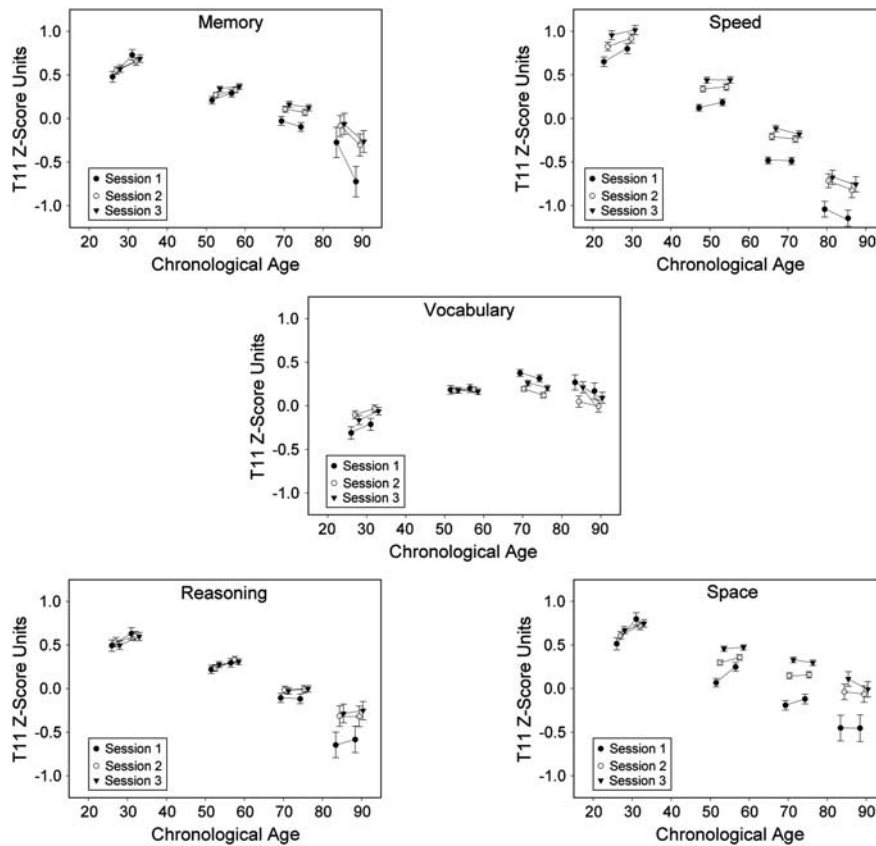 Memory
T11 Z-Score Units
1.0
0.5
0.0
-0.5
-1.0
Session 1
Session 2
Session 3
20 30 40 50 60 70 80 90
Chronological Age
Speed
T11 Z-Score Units
1.0
0.5
0.0
-0.5
-1.0
Session 1
Session 2
Session 3
20 30 40 50 60 70 80 90
Chronological Age
Vocabulary
T11 Z-Score Units
1.0
0.5
0.0
-0.5
-1.0
Session 1
Session 2
Session 3
20 30 40 50 60 70 80 90
Chronological Age
Reasoning
T11 Z-Score Units
1.0
0.5
0.0
-0.5
-1.0
Session 1
Session 2
Session 3
20 30 40 50 60 70 80 90
Chronological Age
Space
T11 Z-Score Units
1.0
0.5
0.0
-0.5
-1.0
Session 1
Session 2
Session 3
20 30 40 50 60 70 80 90
Chronological Age